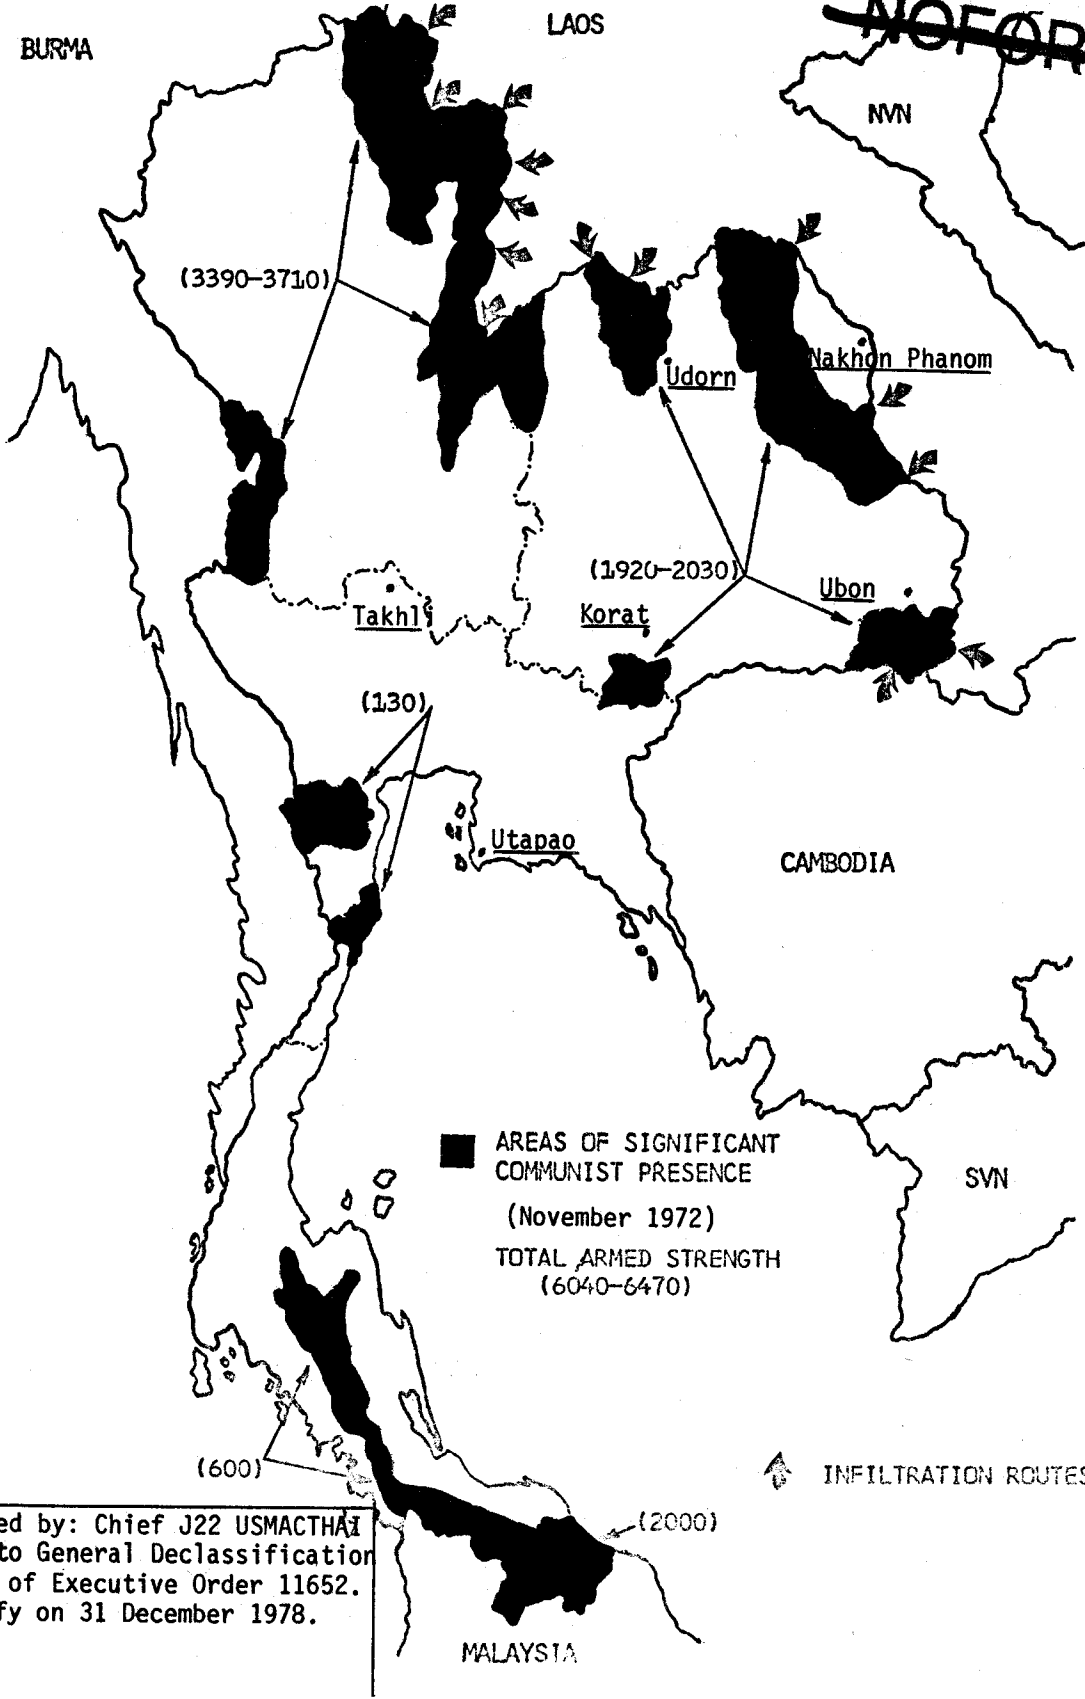 BURMA
LAOS
NVN
(3390-3710)
Nakhon Phanom
Udorn
(1920-2030)
Ubon
Takhli
Korat
(130)
Utapao
CAMBODIA
AREAS OF SIGNIFICANT
COMMUNIST PRESENCE
SVN
(November 1972)
TOTAL ARMED STRENGTH
(6040-6470)
(600)
INFILTRATION ROUTES
(2000)
ed by: Chief J22 USMACTHAI
to General Declassification
of Executive Order 11652.
fy on 31 December 1978.
MALAYSIA